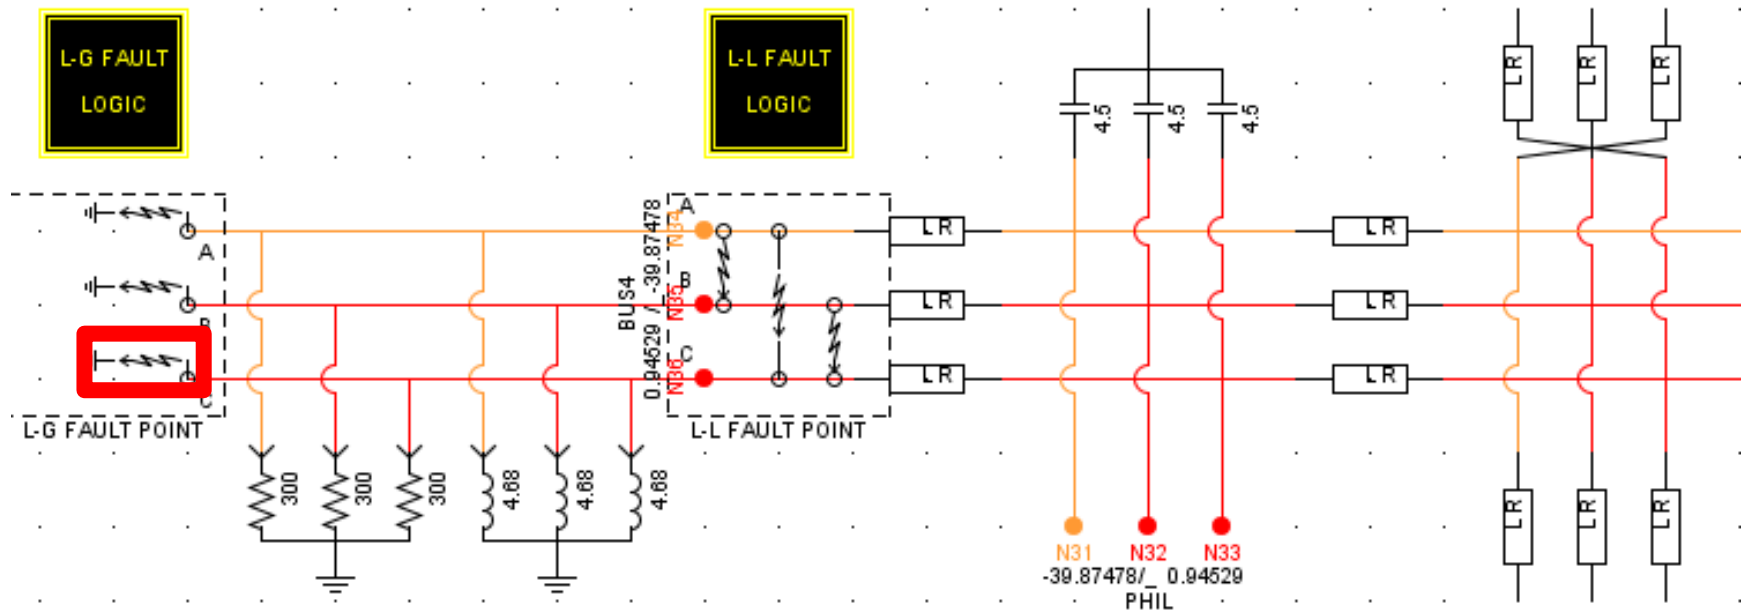 L-G FAULT
LOGIC
L-L FAULT
LOGIC
4.5
4.5
4.5
LR
LR
LR
A
B
C
L-G FAULT POINT
BUS4
0.94529 /_ -39.87478
N34
N35
N36
A
B
C
L-L FAULT POINT
LR
LR
LR
LR
LR
LR
300
300
300
4.68
4.68
4.68
N31
N32
N33
-39.87478/_ 0.94529
PHIL
LR
LR
LR